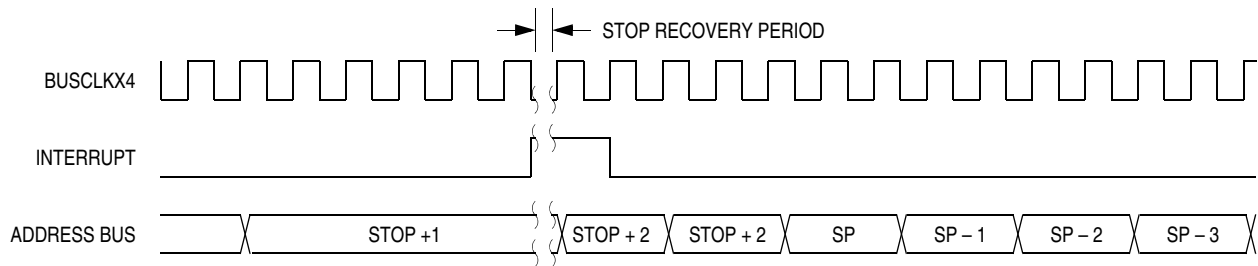 STOP RECOVERY PERIOD
BUSCLKX4
INTERRUPT
ADDRESS BUS STOP +1 STOP + 2 STOP + 2 SP SP – 1 SP – 2 SP – 3